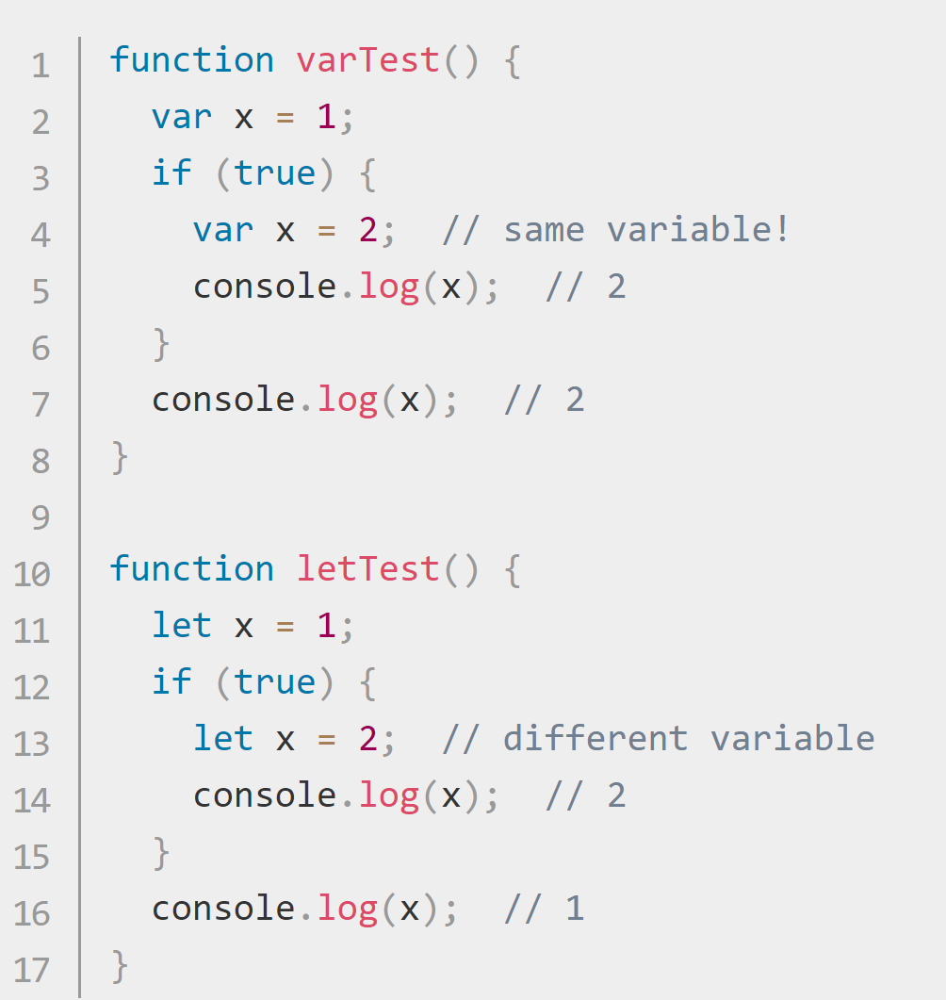 1 function varTest() {
2   var x = 1;
3   if (true) {
4     var x = 2;  // same variable!
5     console.log(x);  // 2
6   }
7   console.log(x);  // 2
8 }
9
10 function letTest() {
11   let x = 1;
12   if (true) {
13     let x = 2;  // different variable
14     console.log(x);  // 2
15   }
16   console.log(x);  // 1
17 }